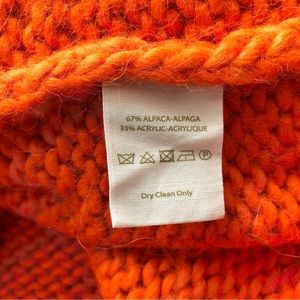 67% ALPACA-ALPAGA
33% ACRYLIC-ACRYLIQUE
Dry Clean Only